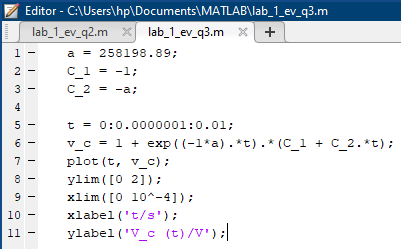 Editor - C:\Users\hp\Documents\MATLAB\lab_1_ev_q3.m
lab_1_ev_q2.m × lab_1_ev_q3.m × +
1 - a = 258198.89;
2 - C_1 = -1;
3 - C_2 = -a;
4
5 - t = 0:0.0000001:0.01;
6 - v_c = 1 + exp((-1*a).*t).*(C_1 + C_2.*t);
7 - plot(t, v_c);
8 - ylim([0 2]);
9 - xlim([0 10^-4]);
10 - xlabel('t/s');
11 - ylabel('V_c (t)/V');